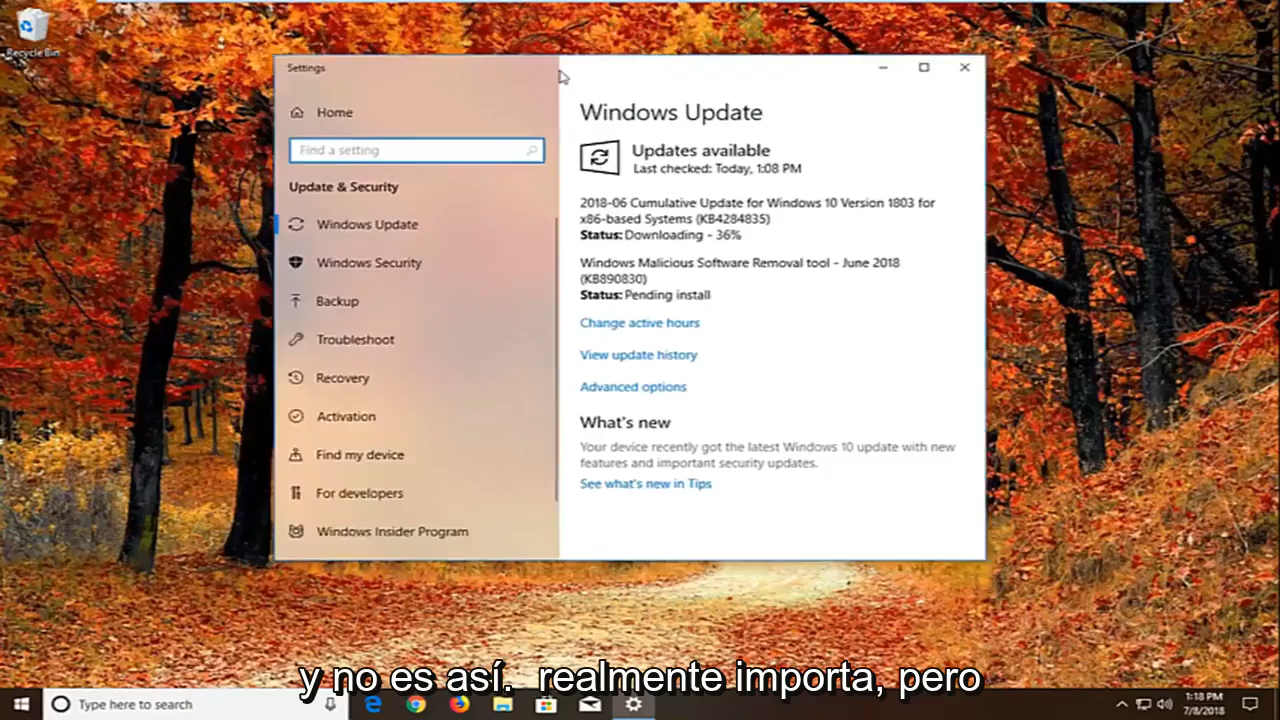 Recycle Bin
Settings
Home
Find a setting
Update & Security
Windows Update
Windows Security
Backup
Troubleshoot
Recovery
Activation
Find my device
For developers
Windows Insider Program
Windows Update
Updates available
Last checked: Today, 1:08 PM
2018-06 Cumulative Update for Windows 10 Version 1803 for
x86-based Systems (KB4284835)
Status: Downloading - 36%
Windows Malicious Software Removal tool - June 2018
(KB890830)
Status: Pending install
Change active hours
View update history
Advanced options
What's new
Your device recently got the latest Windows 10 update with new
features and important security updates.
See what's new in Tips
y no es así. realmente importa, pero
Type here to search
1:18 PM
7/8/2018